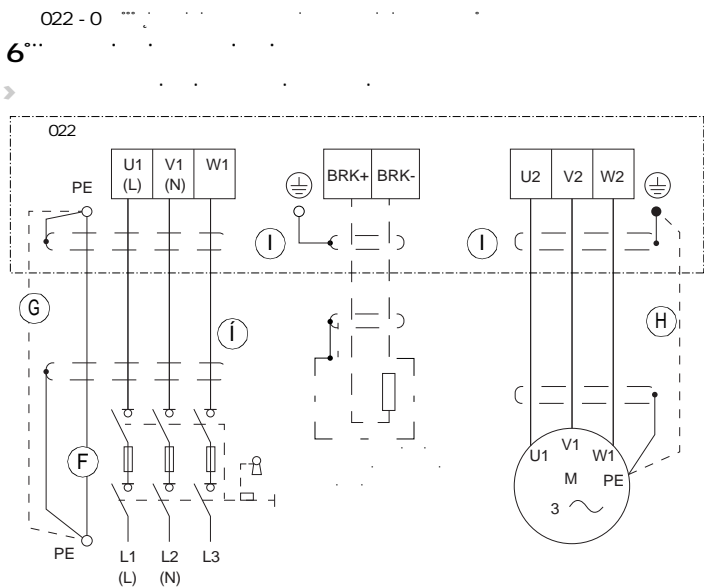 022 - 0
6
022
U1 V1 W1
(L) (N)
PE
BRK+ BRK-
U2 V2 W2
I
I
G
Í
H
F
U1 V1 W1
M PE
3
PE
L1 L2 L3
(L) (N)